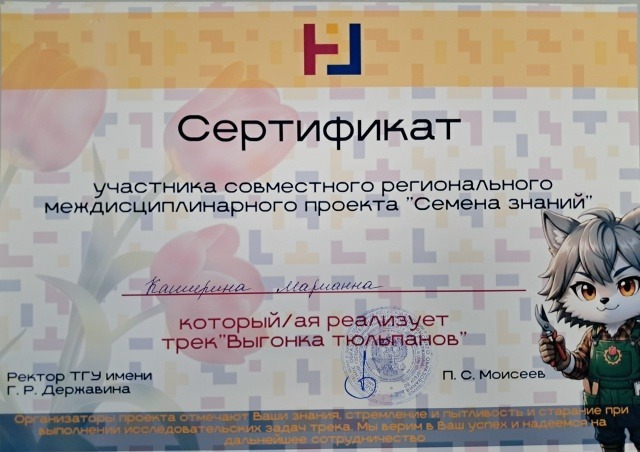 Сертификат
участника совместного регионального
междисциплинарного проекта "Семена знаний"
Каширина Марианна
который/ая реализует
трек"Выгонка тюльпанов"
Ректор ТГУ имени
Г. Р. Державина
П. С. Моисеев
Организаторы проекта отмечают Ваши знания, стремление и пытливость и старание при
выполнении исследовательских задач трека. Мы верим в Ваш успех и надеемся на
дальнейшее сотрудничество